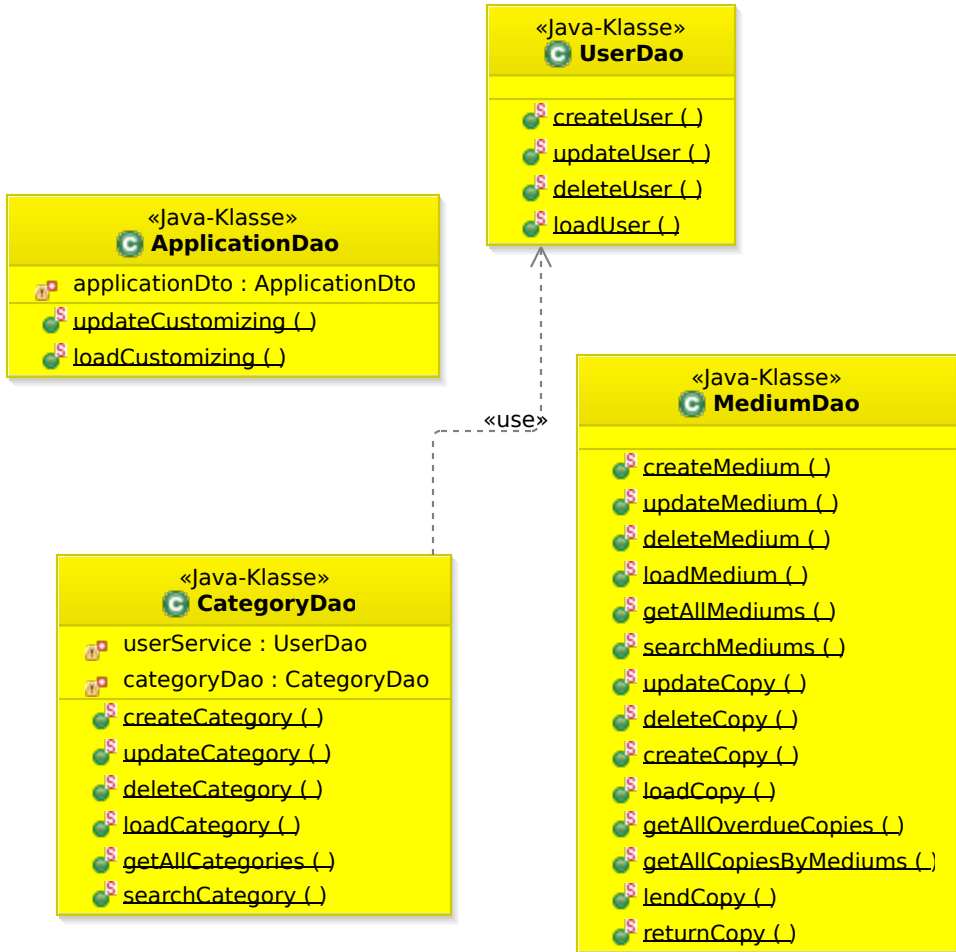 «Java-Klasse»
UserDao
createUser ( )
updateUser ( )
deleteUser ( )
loadUser ( )
«Java-Klasse»
ApplicationDao
applicationDto : ApplicationDto
updateCustomizing ( )
loadCustomizing ( )
«use»
«Java-Klasse»
MediumDao
createMedium ( )
updateMedium ( )
deleteMedium ( )
loadMedium ( )
getAllMediums ( )
searchMediums ( )
updateCopy ( )
deleteCopy ( )
createCopy ( )
loadCopy ( )
getAllOverdueCopies ( )
getAllCopiesByMediums ( )
lendCopy ( )
returnCopy ( )
«Java-Klasse»
CategoryDao
userService : UserDao
categoryDao : CategoryDao
createCategory ( )
updateCategory ( )
deleteCategory ( )
loadCategory ( )
getAllCategories ( )
searchCategory ( )